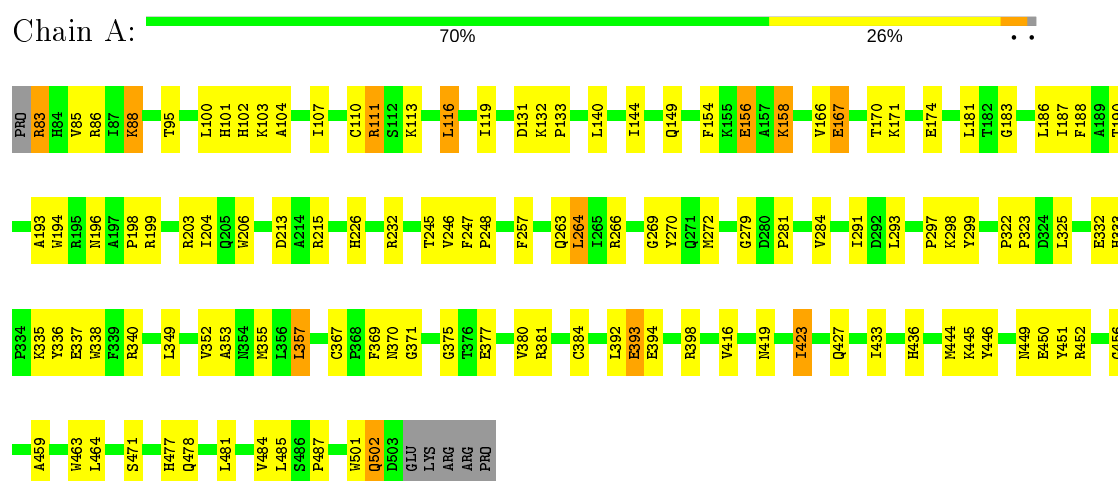 Chain A:
70% 26% • •
PRO R83 H84 V85 R86 I87 K88 T95 L100 H101 H102 K103 A104 I107 C110 R111 S112 K113 L116 I119 D131 K132 P133 L140 I144 Q149 F154 K155 E156 A157 K158 V166 E167 T170 K171 E174 L181 T182 G183 L186 I187 F188 A189 T190
A193 W194 R195 N196 A197 P198 R199 R203 I204 Q205 W206 D213 A214 R215 H226 R232 T245 V246 F247 P248 F257 Q263 L264 I265 R266 G269 Y270 Q271 M272 G279 D280 P281 V284 I291 D292 L293 P297 K298 Y299 P322 P323 D324 L325 E332 H333
P334 K335 Y336 E337 W338 F339 R340 L349 V352 A353 N354 M355 L356 L357 C367 P368 F369 N370 G371 G375 T376 E377 V380 R381 C384 L392 E393 E394 R398 V416 N419 I423 Q427 I433 H436 M444 K445 Y446 N449 E450 Y451 R452
A459 W463 L464 S471 H477 Q478 L481 V484 L485 S486 P487 W501 Q502 D503 GLU LYS ARG ARG PRO